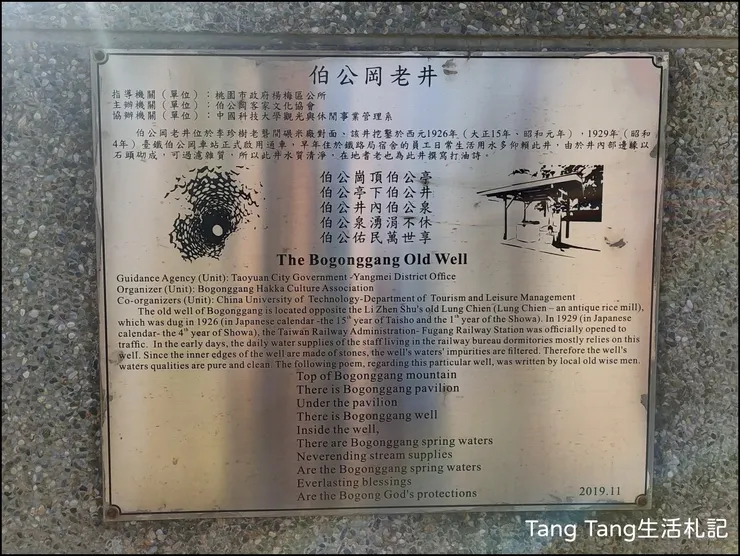 伯公岡老井
指導機關（單位）：桃園市政府楊梅區公所
主辦機關（單位）：伯公岡客家文化協會
協辦機關（單位）：中國科技大學觀光與休閒事業管理系
伯公岡老井位於李珍樹老礱間碾米廠對面、該井挖鑿於西元1926年（大正15年、昭和元年），1929年（昭和
4年）臺鐵伯公岡車站正式啟用通車，早年住於鐵路局宿舍的員工日常生活用水多仰賴此井，由於井內部邊緣以
石頭砌成，可過濾雜質，所以此井水質清淨，在地耆老也為此井撰寫打油詩。
伯公崗頂伯公亭
伯公亭下伯公井
伯公井內伯公泉
伯公泉湧涓不休
伯公佑民萬世享
The Bogonggang Old Well
Guidance Agency (Unit): Taoyuan City Government -Yangmei District Office
Organizer (Unit): Bogonggang Hakka Culture Association
Co-organizers (Unit): China University of Technology-Department of Tourism and Leisure Management
The old well of Bogonggang is located opposite the Li Zhen Shu's old Lung Chien (Lung Chien – an antique rice mill),
which was dug in 1926 (in Japanese calendar -the 15th year of Taisho and the 1st year of the Showa). In 1929 (in Japanese
calendar- the 4th year of Showa), the Taiwan Railway Administration- Fugang Railway Station was officially opened to
traffic. In the early days, the daily water supplies of the staff living in the railway bureau dormitories mostly relies on this
well. Since the inner edges of the well are made of stones, the well's waters' impurities are filtered. Therefore the well's
waters qualities are pure and clean. The following poem, regarding this particular well, was written by local old wise men.
Top of Bogonggang mountain
There is Bogonggang pavilion
Under the pavilion
There is Bogonggang well
Inside the well,
There are Bogonggang spring waters
Neverending stream supplies
Are the Bogonggang spring waters
Everlasting blessings
Are the Bogong God's protections
2019.11
Tang Tang生活札記